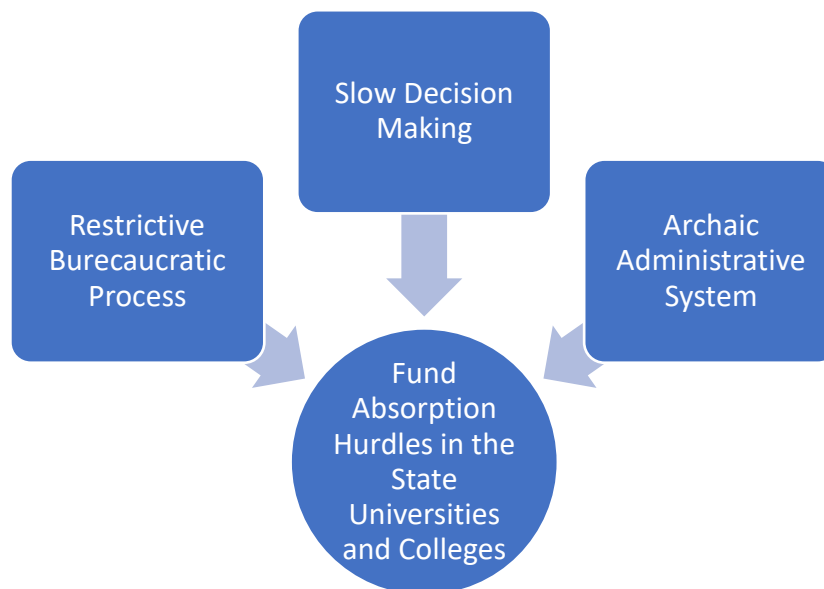 Slow Decision
Making
Restrictive
Burecaucratic
Process
Archaic
Administrative
System
Fund
Absorption
Hurdles in the
State
Universities
and Colleges